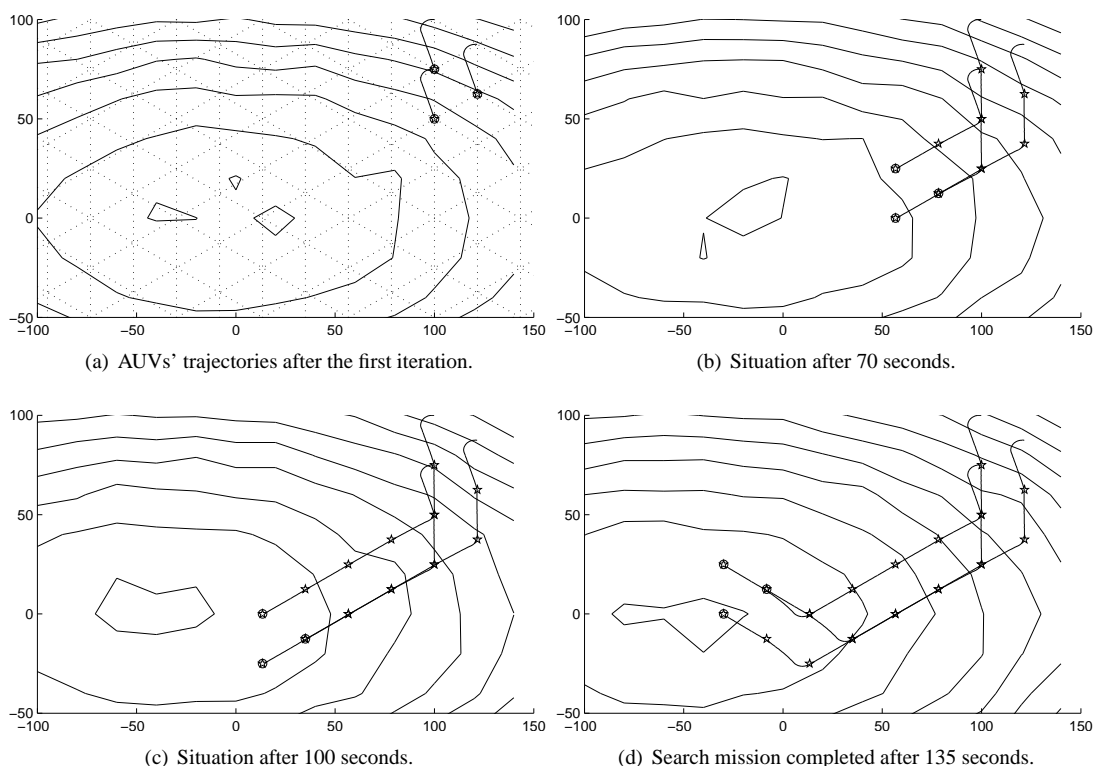 100
50
0
−50
−100 −50 0 50 100 150
(a) AUVs' trajectories after the first iteration.
100
50
0
−50
−100 −50 0 50 100 150
(b) Situation after 70 seconds.
100
50
0
−50
−100 −50 0 50 100 150
(c) Situation after 100 seconds.
100
50
0
−50
−100 −50 0 50 100 150
(d) Search mission completed after 135 seconds.